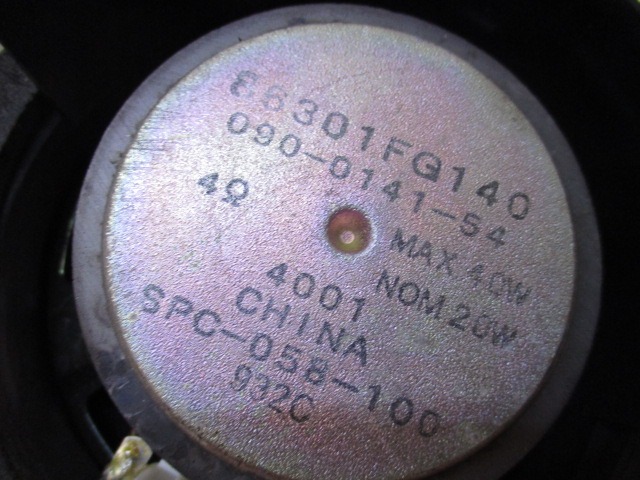 86301FG140
090-0141-54
4Ω
MAX.40W
NOM.20W
4001
CHINA
SPC-058-100
932C